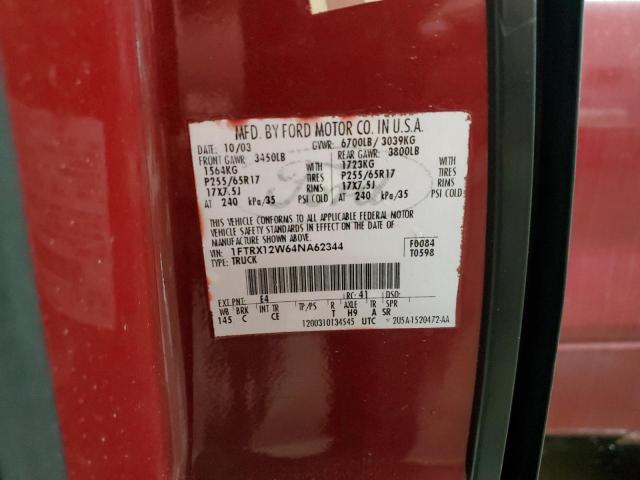 MFD. BY FORD MOTOR CO. IN U.S.A.
DATE: 10/03 GVWR: 6700LB/ 3039KG
FRONT GAWR: 3450LB REAR GAWR: 3800LB
1564KG WITH 1723KG WITH
P255/65R17 TIRES P255/65R17 TIRES
17X7.5J RIMS 17X7.5J RIMS
AT 240 kPa/35 PSI COLD AT 240 kPa/35 PSI COLD
THIS VEHICLE CONFORMS TO ALL APPLICABLE FEDERAL MOTOR
VEHICLE SAFETY STANDARDS IN EFFECT ON THE DATE OF
MANUFACTURE SHOWN ABOVE.
VIN: 1FTRX12W64NA62344 F0084
TYPE: TRUCK T0598
EXT PNT: E4 RC: 41 DSO:
WB BRK INT TR TP/PS R AXLE TR SPR
145 C CE T H9 A SR
1200310134545 UTC 2U5A-1520472-AA
Ford